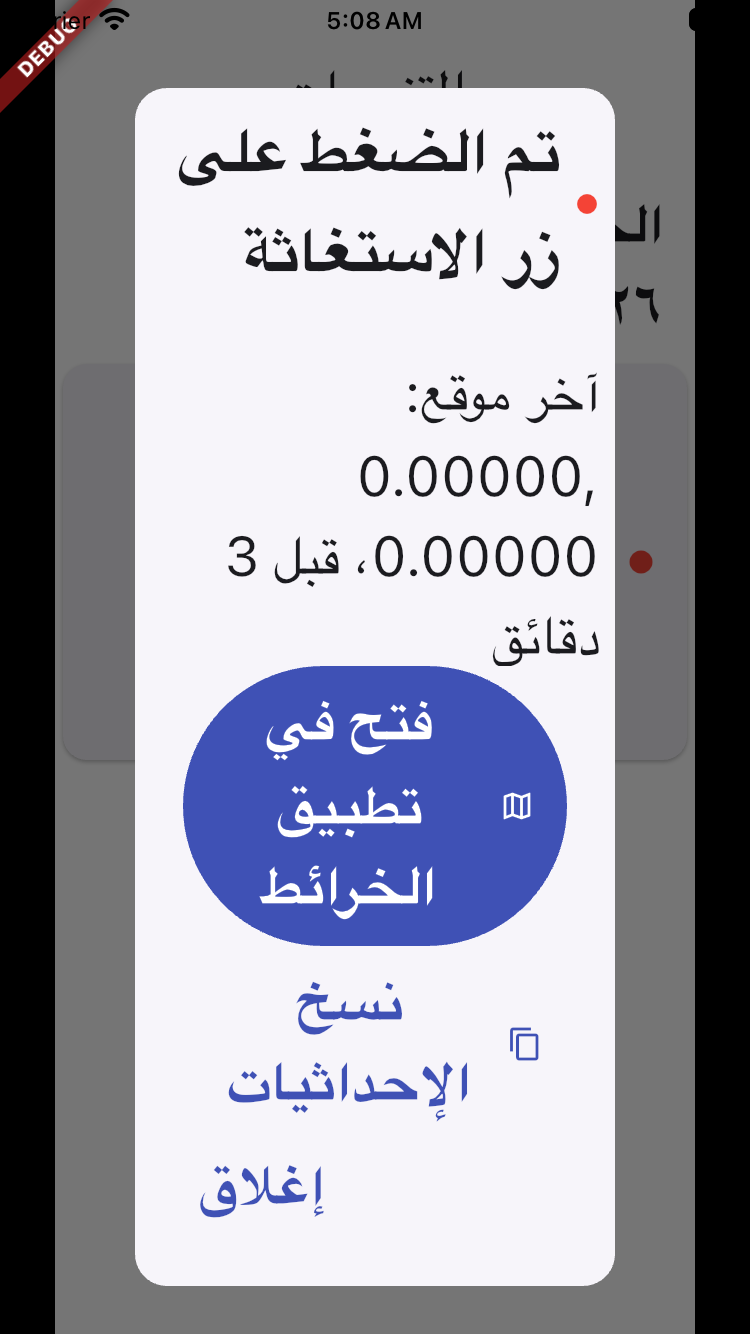 5:08 AM
DEBUG
تم الضغط على
زر الاستغاثة
آخر موقع:
0.00000,
0.00000، قبل 3
دقائق
فتح في
تطبيق
الخرائط
نسخ
الإحداثيات
إغلاق